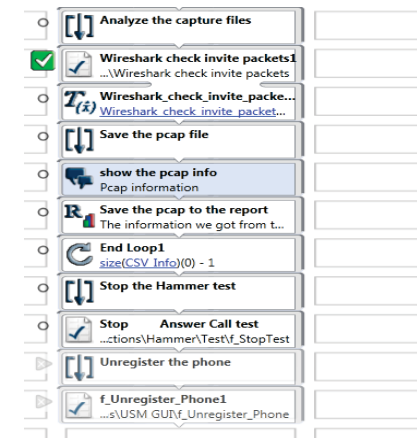 Analyze the capture files
Wireshark check invite packets1
...\Wireshark check invite packets
T(x) Wireshark_check_invite_packe...
Wireshark_check_invite_packet...
Save the pcap file
show the pcap info
Pcap information
R Save the pcap to the report
The information we got from t...
End Loop1
size(CSV_Info)(0) - 1
Stop the Hammer test
Stop Answer Call test
...ctions\Hammer\Test\f_StopTest
Unregister the phone
f_Unregister_Phone1
...s\USM GUI\f_Unregister_Phone